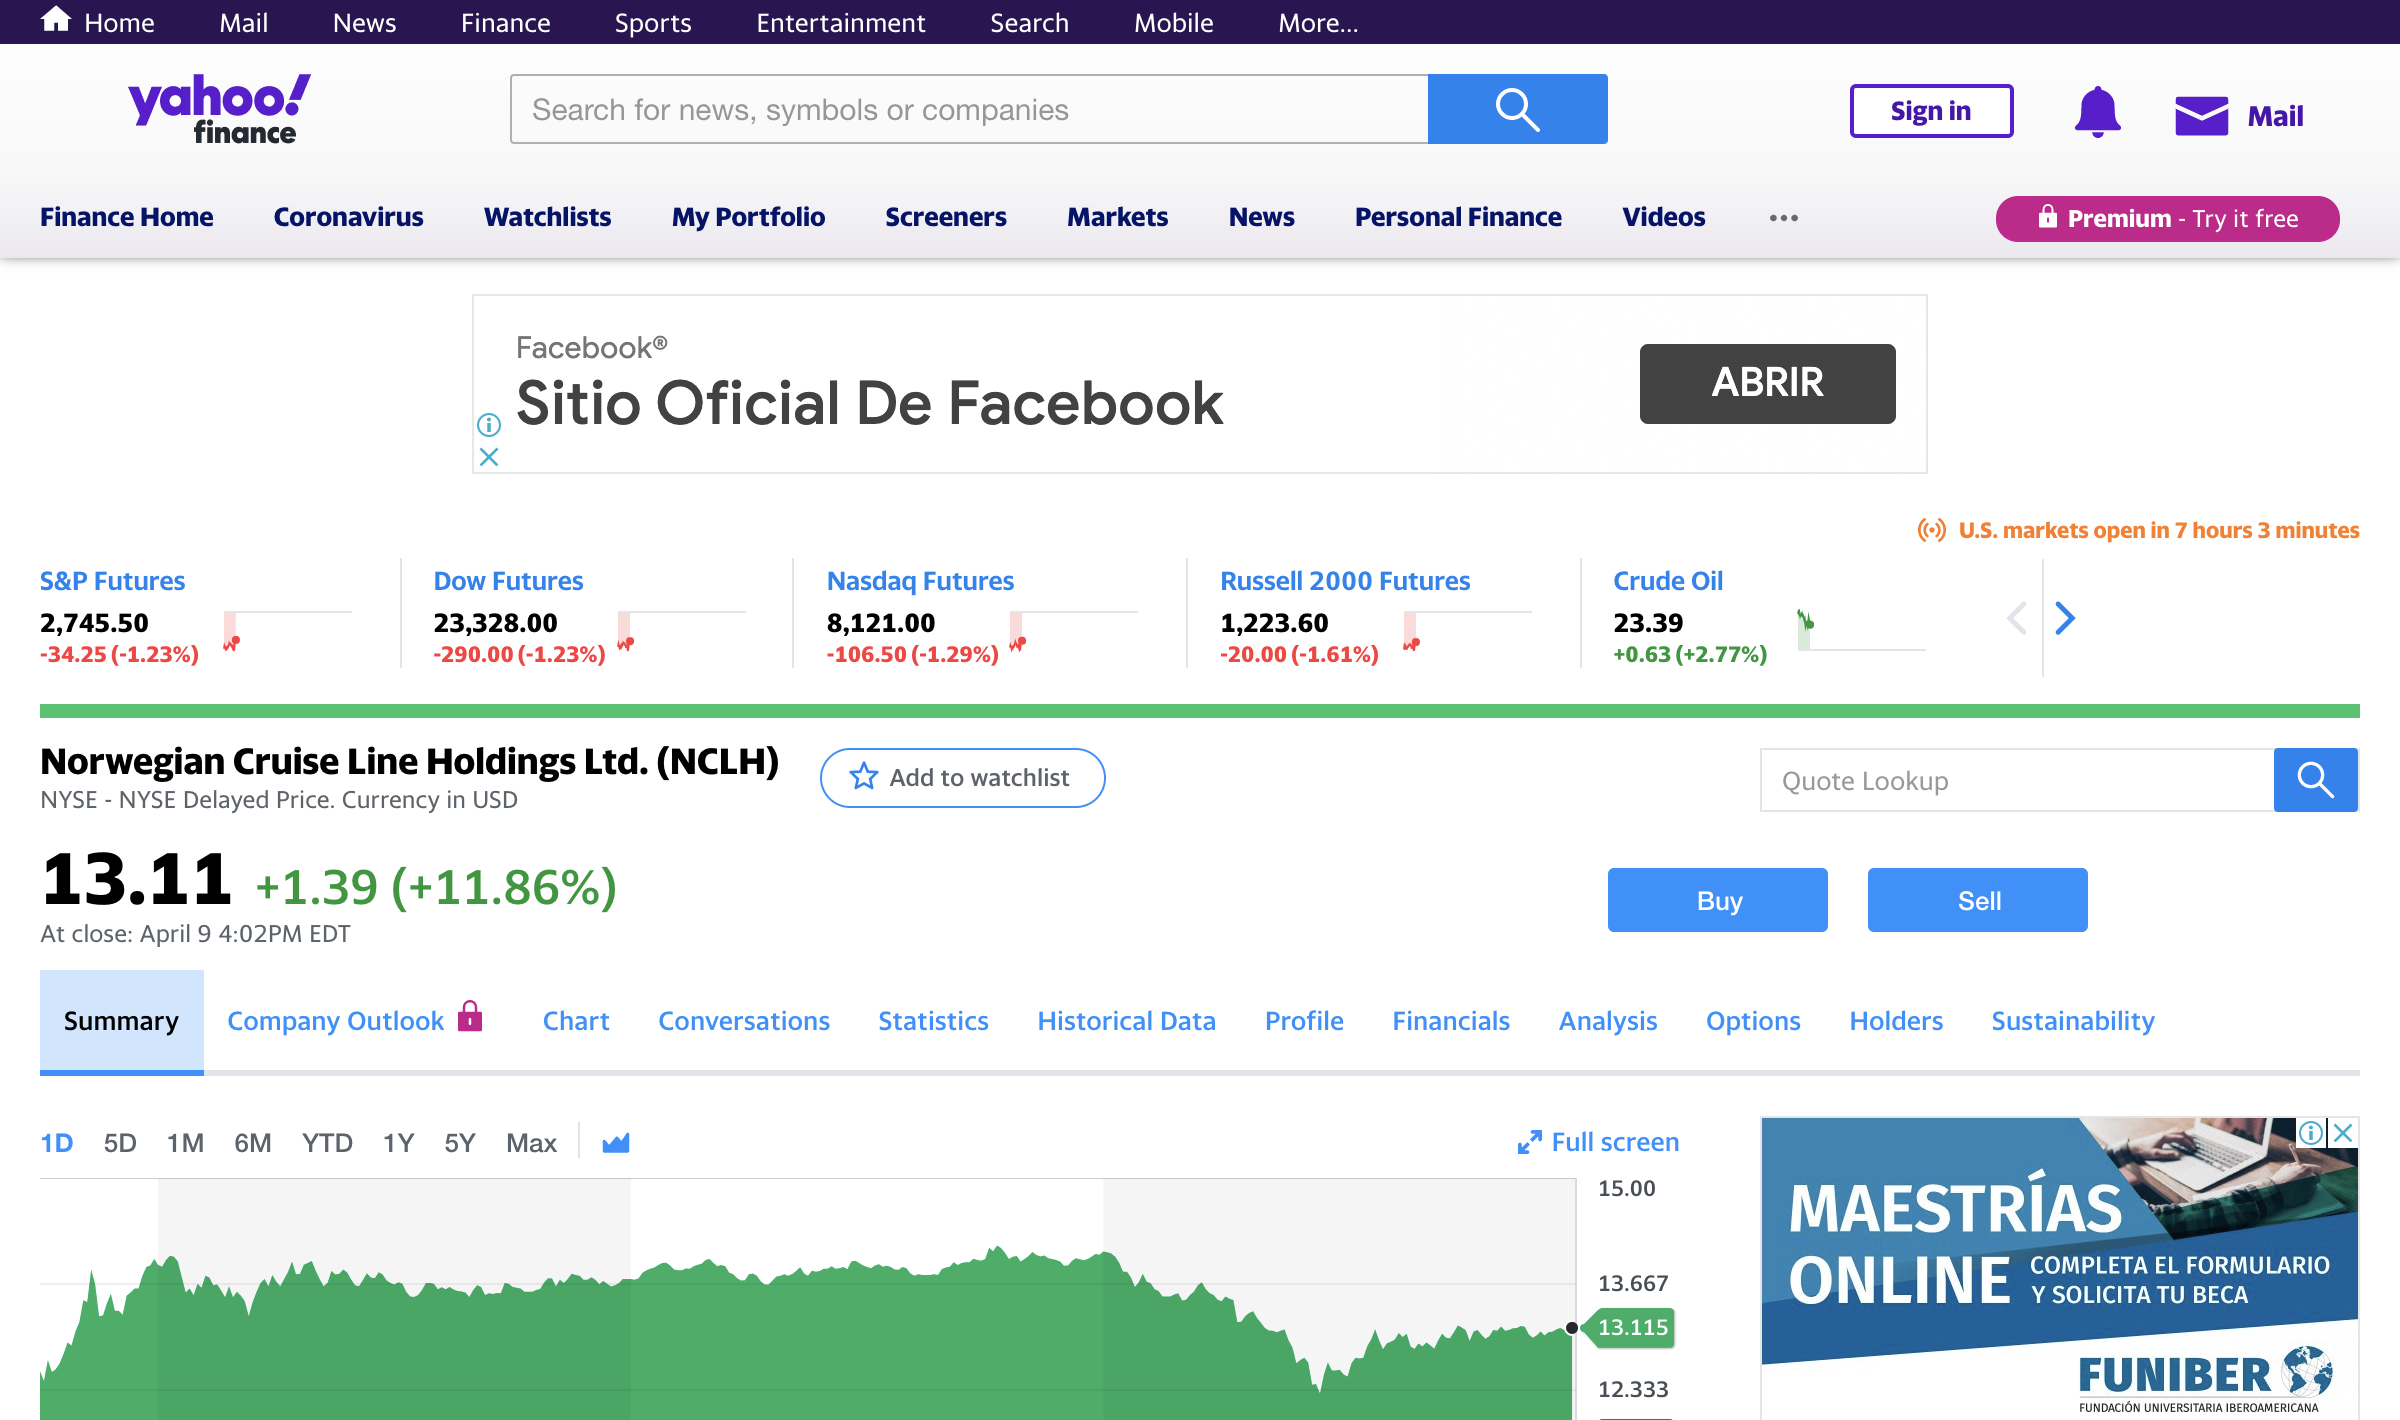 Home Mail News Finance Sports Entertainment Search Mobile More...
yahoo! finance
Search for news, symbols or companies
Sign in
Mail
Finance Home Coronavirus Watchlists My Portfolio Screeners Markets News Personal Finance Videos ••• Premium - Try it free
Facebook®
Sitio Oficial De Facebook
ABRIR
U.S. markets open in 7 hours 3 minutes
S&P Futures
2,745.50
-34.25 (-1.23%)
Dow Futures
23,328.00
-290.00 (-1.23%)
Nasdaq Futures
8,121.00
-106.50 (-1.29%)
Russell 2000 Futures
1,223.60
-20.00 (-1.61%)
Crude Oil
23.39
+0.63 (+2.77%)
Norwegian Cruise Line Holdings Ltd. (NCLH)
NYSE - NYSE Delayed Price. Currency in USD
Add to watchlist
Quote Lookup
13.11 +1.39 (+11.86%)
At close: April 9 4:02PM EDT
Buy
Sell
Summary Company Outlook Chart Conversations Statistics Historical Data Profile Financials Analysis Options Holders Sustainability
1D 5D 1M 6M YTD 1Y 5Y Max
Full screen
15.00
13.667
13.115
12.333
MAESTRÍAS
ONLINE
COMPLETA EL FORMULARIO
Y SOLICITA TU BECA
FUNIBER
FUNDACIÓN UNIVERSITARIA IBEROAMERICANA